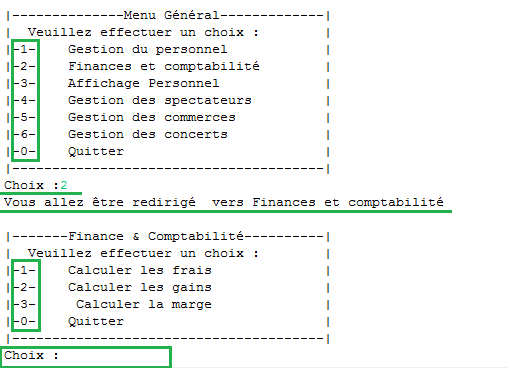 |--------------Menu Général-------------|
|  Veuillez effectuer un choix :        |
|-1-    Gestion du personnel            |
|-2-    Finances et comptabilité        |
|-3-    Affichage Personnel             |
|-4-    Gestion des spectateurs         |
|-5-    Gestion des commerces           |
|-6-    Gestion des concerts            |
|-0-    Quitter                         |
|---------------------------------------|
Choix :2
Vous allez être redirigé  vers Finances et comptabilité
|-------Finance & Comptabilité----------|
|  Veuillez effectuer un choix :        |
|-1-    Calculer les frais              |
|-2-    Calculer les gains              |
|-3-     Calculer la marge              |
|-0-    Quitter                         |
|---------------------------------------|
Choix :